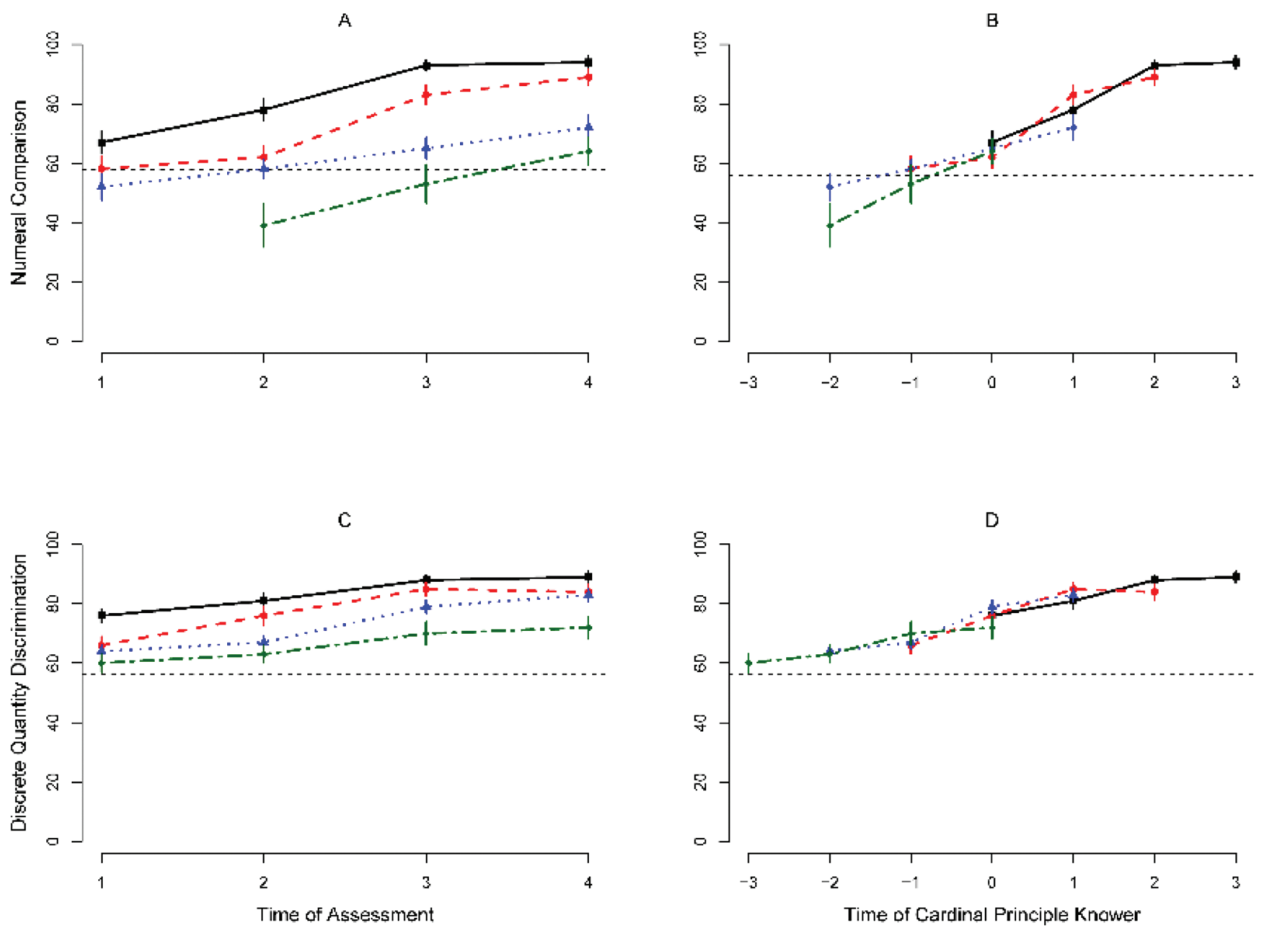 A
Numeral Comparison
100
80
60
40
20
0
1 2 3 4
B
100
80
60
40
20
0
−3 −2 −1 0 1 2 3
C
Discrete Quantity Discrimination
100
80
60
40
20
0
1 2 3 4
Time of Assessment
D
100
80
60
40
20
0
−3 −2 −1 0 1 2 3
Time of Cardinal Principle Knower